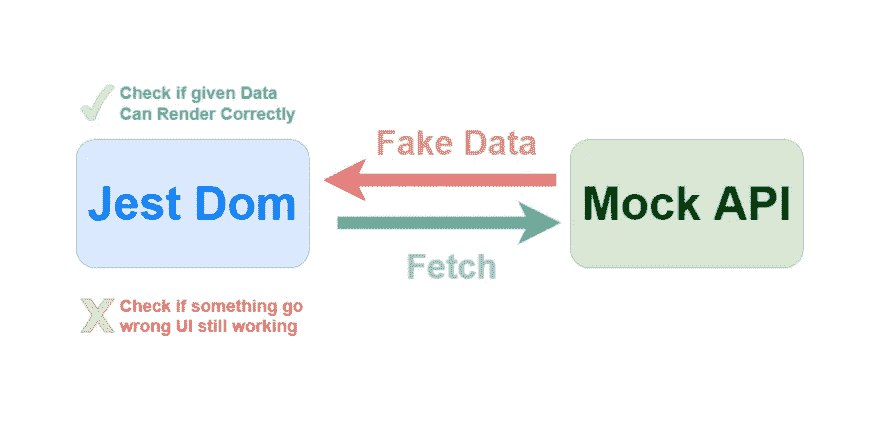 Check if given Data
Can Render Correctly
Fake Data
Jest Dom
Mock API
Fetch
Check if something go
wrong UI still working